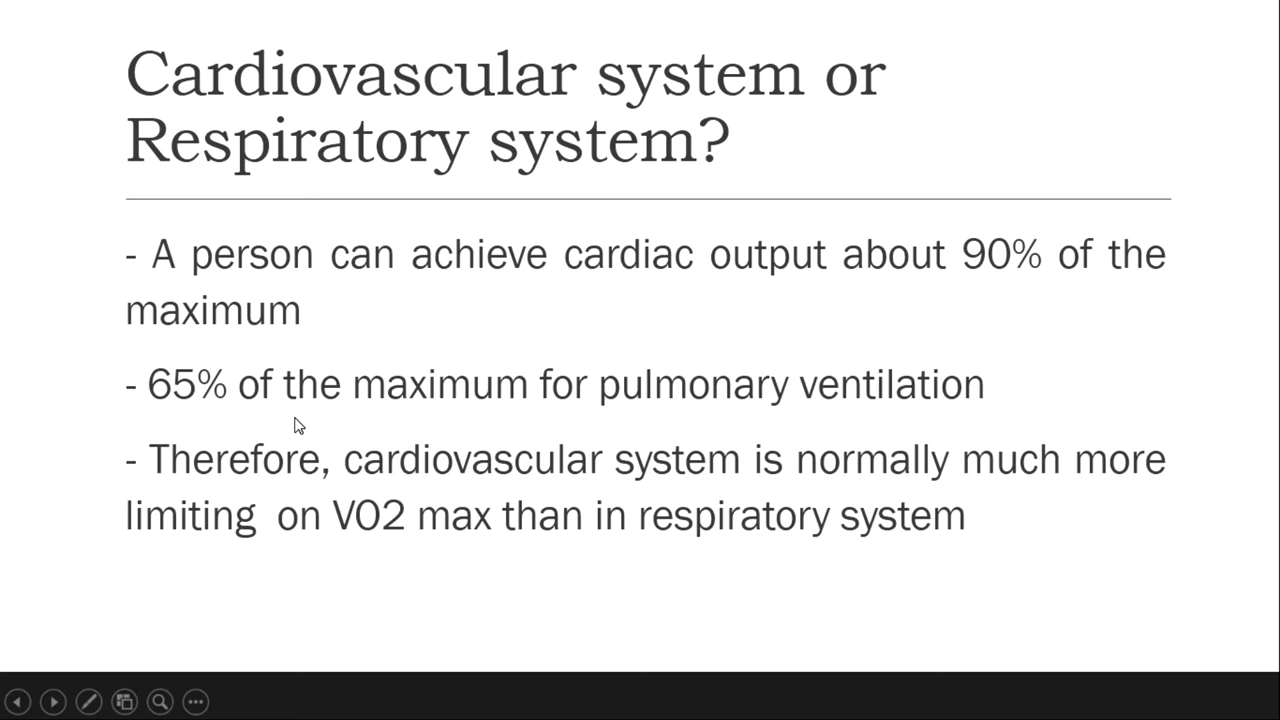 Cardiovascular system or
Respiratory system?
- A person can achieve cardiac output about 90% of the
maximum
- 65% of the maximum for pulmonary ventilation
- Therefore, cardiovascular system is normally much more
limiting  on VO2 max than in respiratory system